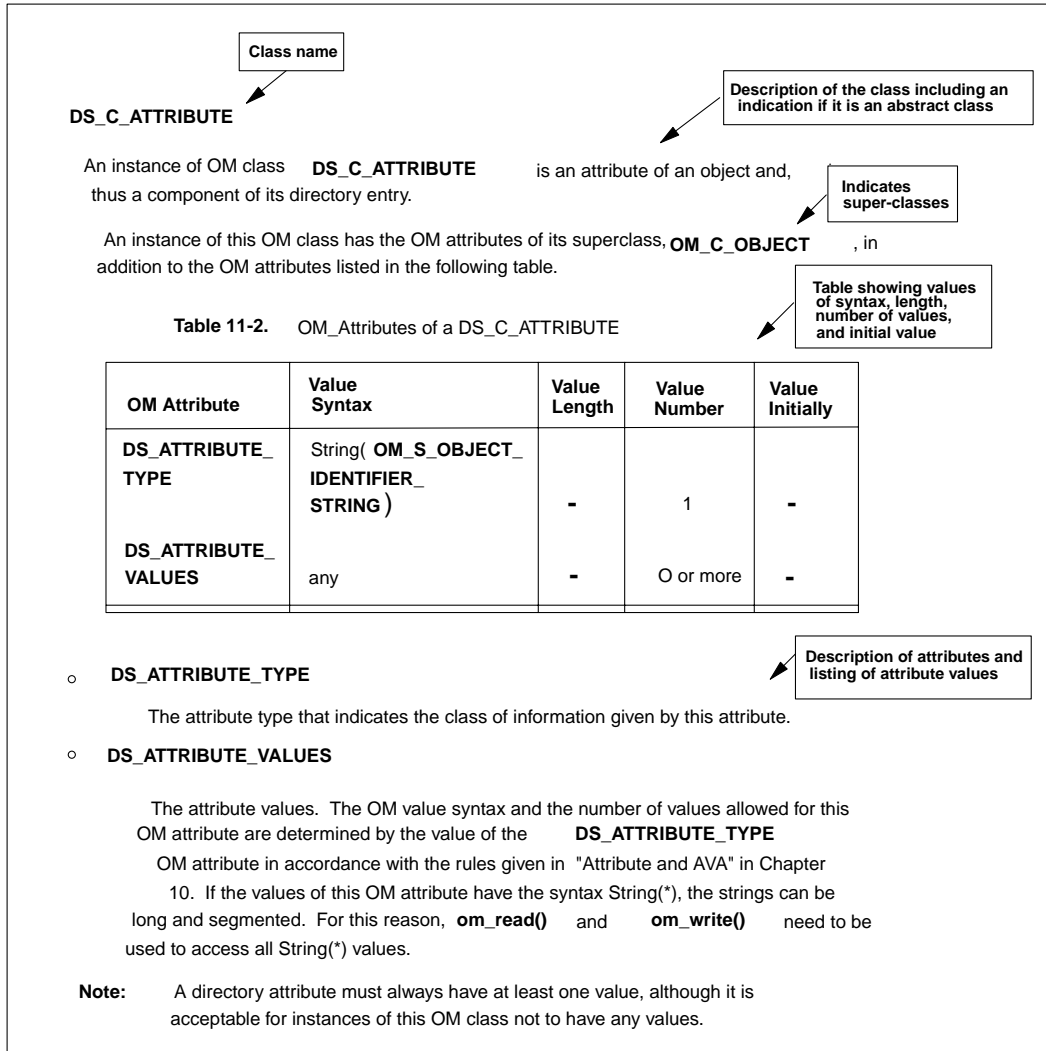 Class name
Description of the class including an
indication if it is an abstract class
DS_C_ATTRIBUTE
An instance of OM class DS_C_ATTRIBUTE is an attribute of an object and,
thus a component of its directory entry.
Indicates
super-classes
An instance of this OM class has the OM attributes of its superclass, OM_C_OBJECT , in
addition to the OM attributes listed in the following table.
Table showing values
of syntax, length,
number of values,
and initial value
Table 11-2. OM_Attributes of a DS_C_ATTRIBUTE
OM Attribute Value Syntax Value Length Value Number Value Initially
DS_ATTRIBUTE_ String( OM_S_OBJECT_
TYPE IDENTIFIER_
STRING ) - 1 -
DS_ATTRIBUTE_
VALUES any - O or more -
Description of attributes and
listing of attribute values
DS_ATTRIBUTE_TYPE
The attribute type that indicates the class of information given by this attribute.
DS_ATTRIBUTE_VALUES
The attribute values. The OM value syntax and the number of values allowed for this
OM attribute are determined by the value of the DS_ATTRIBUTE_TYPE
OM attribute in accordance with the rules given in "Attribute and AVA" in Chapter
10. If the values of this OM attribute have the syntax String(*), the strings can be
long and segmented. For this reason, om_read() and om_write() need to be
used to access all String(*) values.
Note: A directory attribute must always have at least one value, although it is
acceptable for instances of this OM class not to have any values.